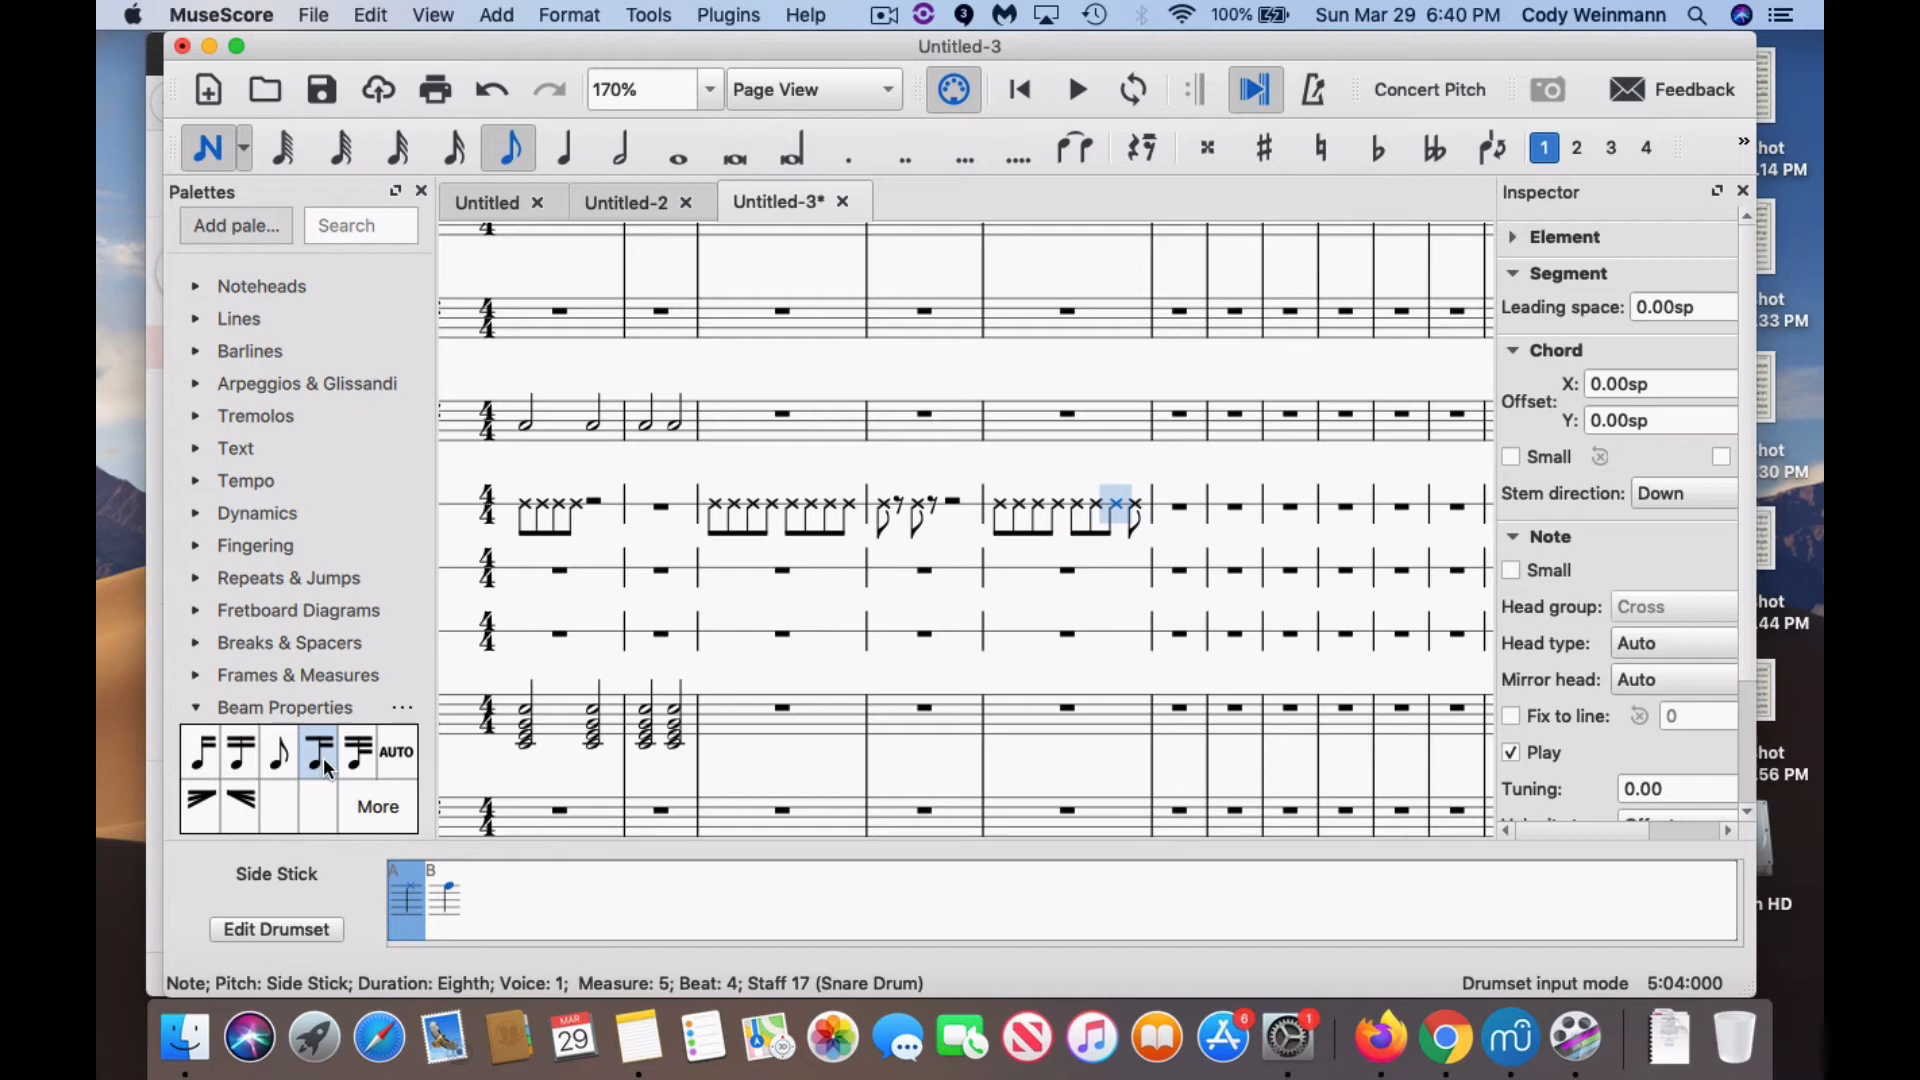 MuseScore File Edit View Add Format Tools Plugins Help 3 100% Sun Mar 29 6:40 PM Cody Weinmann
Untitled-3
170% Page View Concert Pitch Feedback
N 1 2 3 4 »
Palettes
Add pale... Search
Untitled Untitled-2 Untitled-3*
Inspector
Noteheads
Lines
Barlines
Arpeggios & Glissandi
Tremolos
Text
Tempo
Dynamics
Fingering
Repeats & Jumps
Fretboard Diagrams
Breaks & Spacers
Frames & Measures
Beam Properties ...
AUTO
More
Element
Segment
Leading space: 0.00sp
Chord
X: 0.00sp
Offset:
Y: 0.00sp
Small
Stem direction: Down
Note
Small
Head group: Cross
Head type: Auto
Mirror head: Auto
Fix to line: 0
Play
Tuning: 0.00
hot
.14 PM
hot
.33 PM
hot
.30 PM
hot
.44 PM
hot
.56 PM
n HD
Side Stick
Edit Drumset
A B
Note; Pitch: Side Stick; Duration: Eighth; Voice: 1; Measure: 5; Beat: 4; Staff 17 (Snare Drum)
Drumset input mode 5:04:000
MAR
29
6
1